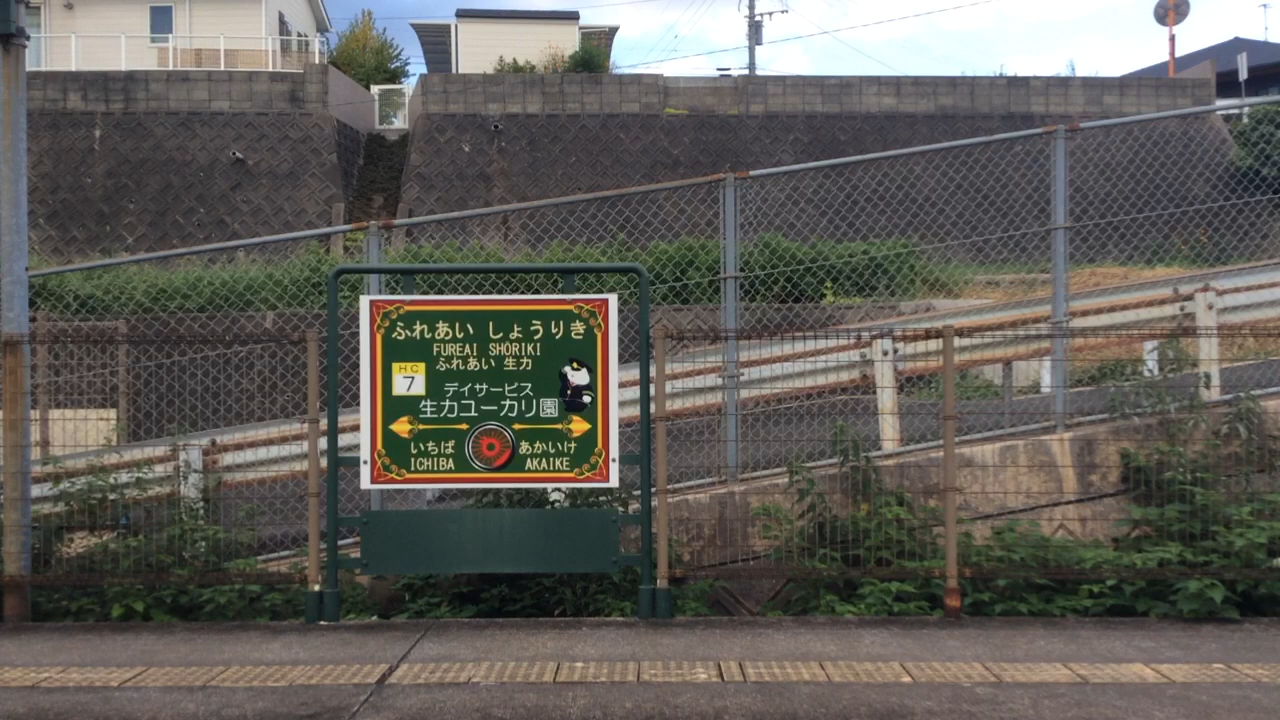 ふれあい しょうりき
FUREAI SHŌRIKI
ふれあい 生力
HC
7
デイサービス
生力ユーカリ園
いちば あかいけ
ICHIBA AKAIKE